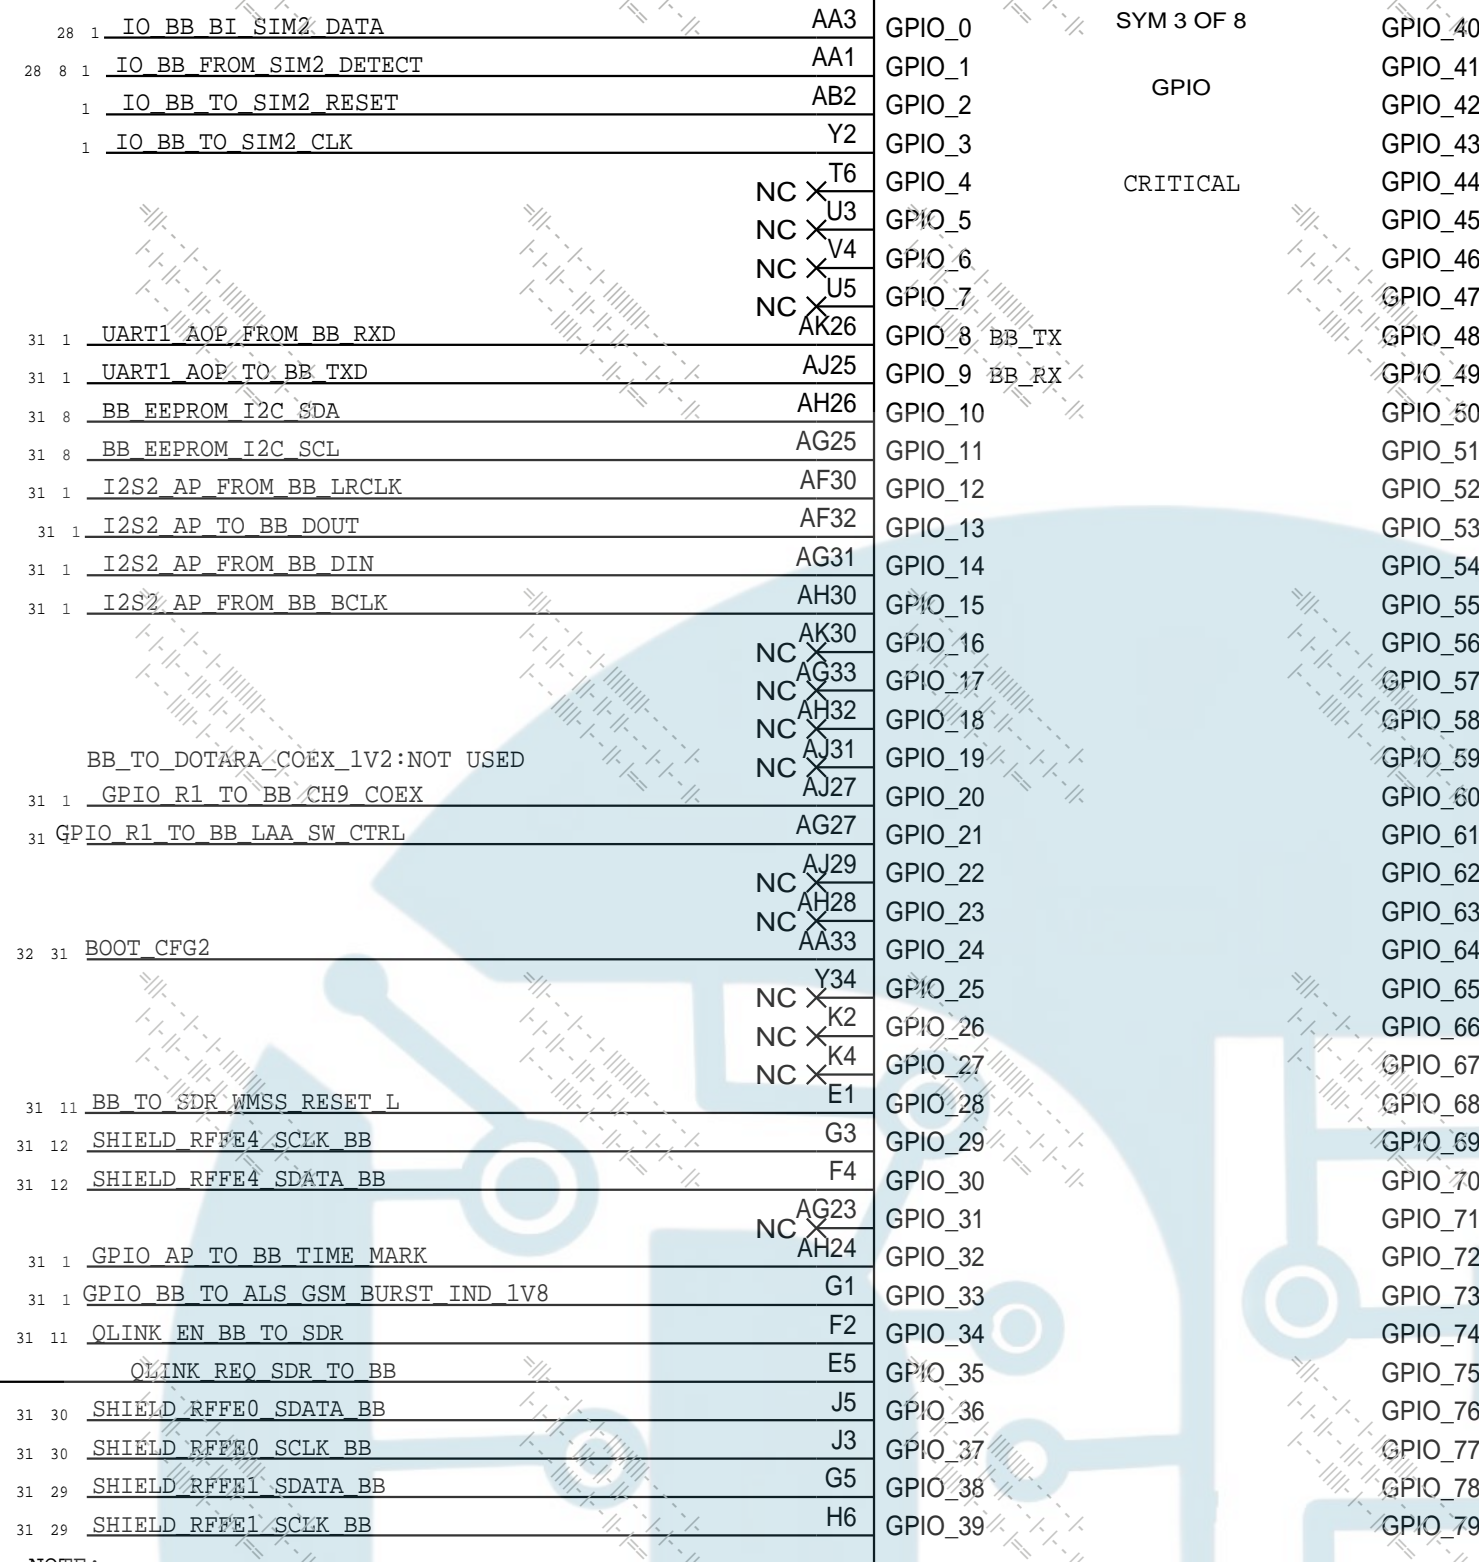 28 1 IO_BB_BI_SIM2_DATA AA3 GPIO_0 SYM 3 OF 8 GPIO_40
28 8 1 IO_BB_FROM_SIM2_DETECT AA1 GPIO_1 GPIO_41
1 IO_BB_TO_SIM2_RESET AB2 GPIO_2 GPIO GPIO_42
1 IO_BB_TO_SIM2_CLK Y2 GPIO_3 GPIO_43
NC T6 GPIO_4 CRITICAL GPIO_44
NC U3 GPIO_5 GPIO_45
NC V4 GPIO_6 GPIO_46
NC U5 GPIO_7 GPIO_47
31 1 UART1_AOP_FROM_BB_RXD AK26 GPIO_8 BB_TX GPIO_48
31 1 UART1_AOP_TO_BB_TXD AJ25 GPIO_9 BB_RX GPIO_49
31 8 BB_EEPROM_I2C_SDA AH26 GPIO_10 GPIO_50
31 8 BB_EEPROM_I2C_SCL AG25 GPIO_11 GPIO_51
31 1 I2S2_AP_FROM_BB_LRCLK AF30 GPIO_12 GPIO_52
31 1 I2S2_AP_TO_BB_DOUT AF32 GPIO_13 GPIO_53
31 1 I2S2_AP_FROM_BB_DIN AG31 GPIO_14 GPIO_54
31 1 I2S2_AP_FROM_BB_BCLK AH30 GPIO_15 GPIO_55
NC AK30 GPIO_16 GPIO_56
NC AG33 GPIO_17 GPIO_57
NC AH32 GPIO_18 GPIO_58
BB_TO_DOTARA_COEX_1V2:NOT USED NC AJ31 GPIO_19 GPIO_59
31 1 GPIO_R1_TO_BB_CH9_COEX AJ27 GPIO_20 GPIO_60
31 1 GPIO_R1_TO_BB_LAA_SW_CTRL AG27 GPIO_21 GPIO_61
NC AJ29 GPIO_22 GPIO_62
NC AH28 GPIO_23 GPIO_63
32 31 BOOT_CFG2 AA33 GPIO_24 GPIO_64
NC Y34 GPIO_25 GPIO_65
NC K2 GPIO_26 GPIO_66
NC K4 GPIO_27 GPIO_67
31 11 BB_TO_SDR_WMSS_RESET_L E1 GPIO_28 GPIO_68
31 12 SHIELD_RFFE4_SCLK_BB G3 GPIO_29 GPIO_69
31 12 SHIELD_RFFE4_SDATA_BB F4 GPIO_30 GPIO_70
NC AG23 GPIO_31 GPIO_71
31 1 GPIO_AP_TO_BB_TIME_MARK AH24 GPIO_32 GPIO_72
31 1 GPIO_BB_TO_ALS_GSM_BURST_IND_1V8 G1 GPIO_33 GPIO_73
31 11 QLINK_EN_BB_TO_SDR F2 GPIO_34 GPIO_74
QLINK_REQ_SDR_TO_BB E5 GPIO_35 GPIO_75
31 30 SHIELD_RFFE0_SDATA_BB J5 GPIO_36 GPIO_76
31 30 SHIELD_RFFE0_SCLK_BB J3 GPIO_37 GPIO_77
31 29 SHIELD_RFFE1_SDATA_BB G5 GPIO_38 GPIO_78
31 29 SHIELD_RFFE1_SCLK_BB H6 GPIO_39 GPIO_79
NOTE: